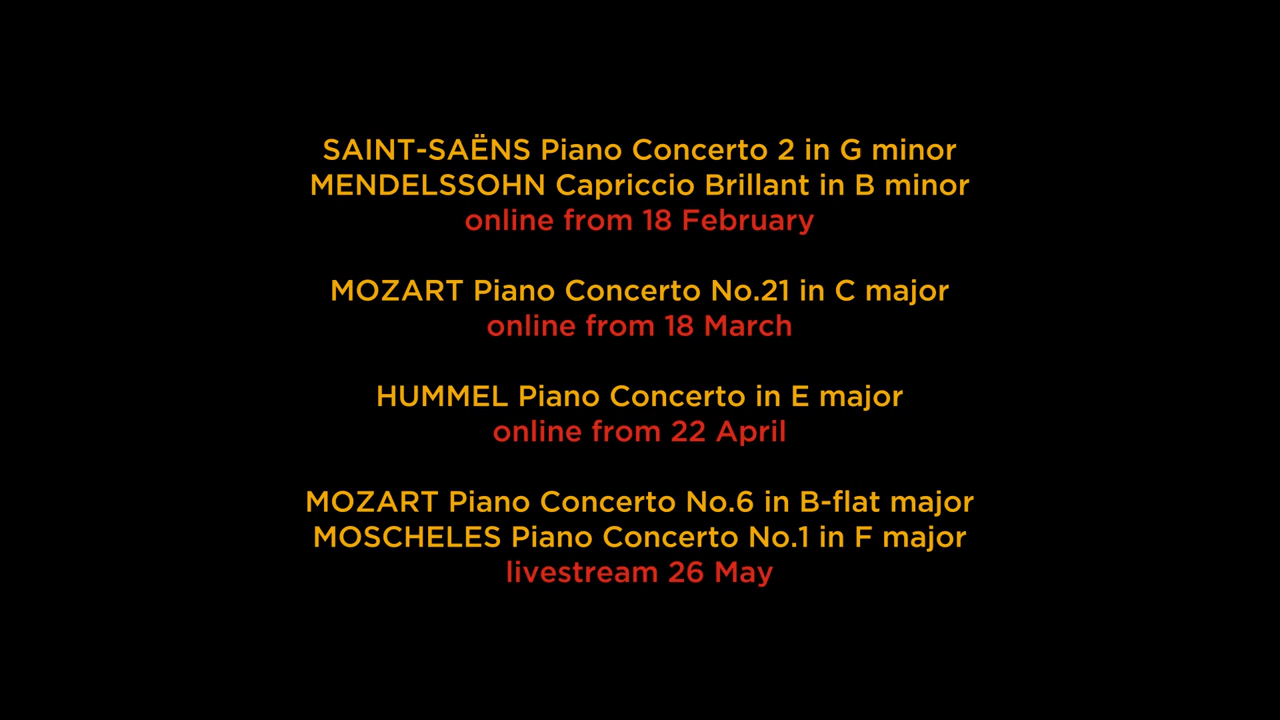 SAINT-SAËNS Piano Concerto 2 in G minor
MENDELSSOHN Capriccio Brillant in B minor
online from 18 February
MOZART Piano Concerto No.21 in C major
online from 18 March
HUMMEL Piano Concerto in E major
online from 22 April
MOZART Piano Concerto No.6 in B-flat major
MOSCHELES Piano Concerto No.1 in F major
livestream 26 May